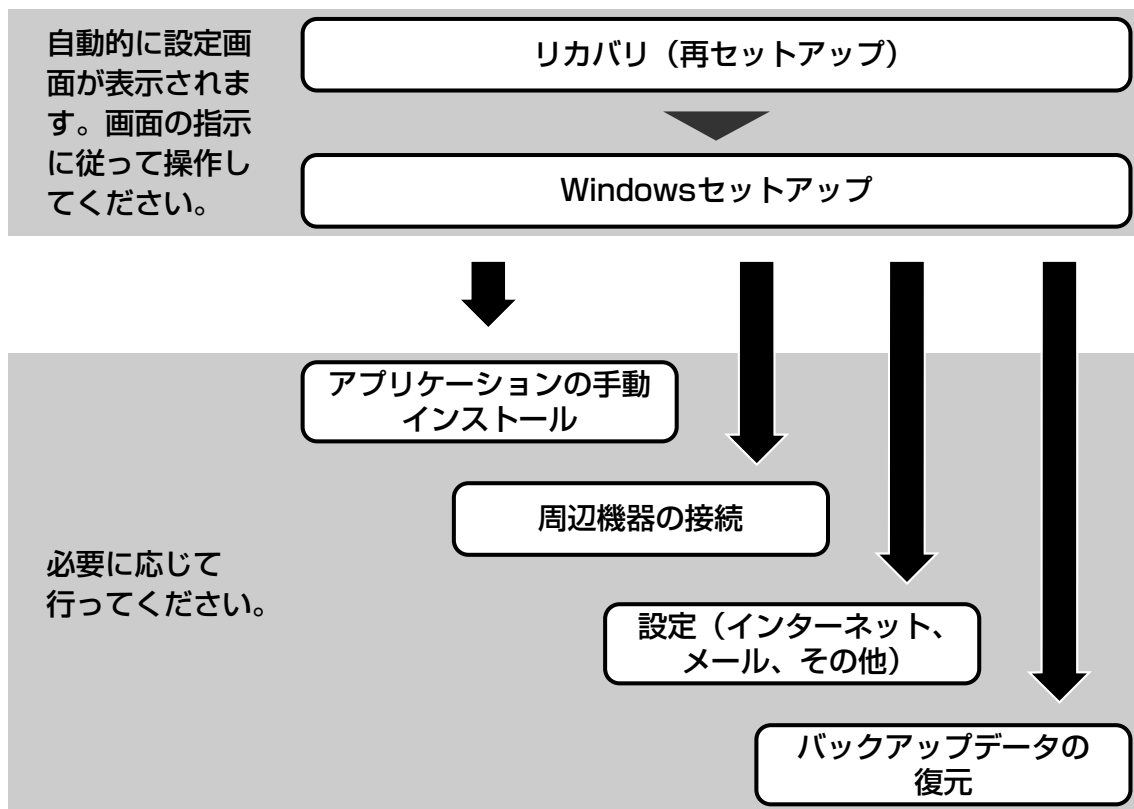 自動的に設定画
面が表示されま
す。画面の指示
に従って操作し
てください。
リカバリ（再セットアップ）
Windowsセットアップ
アプリケーションの手動
インストール
周辺機器の接続
必要に応じて
行ってください。
設定（インターネット、
メール、その他）
バックアップデータの
復元